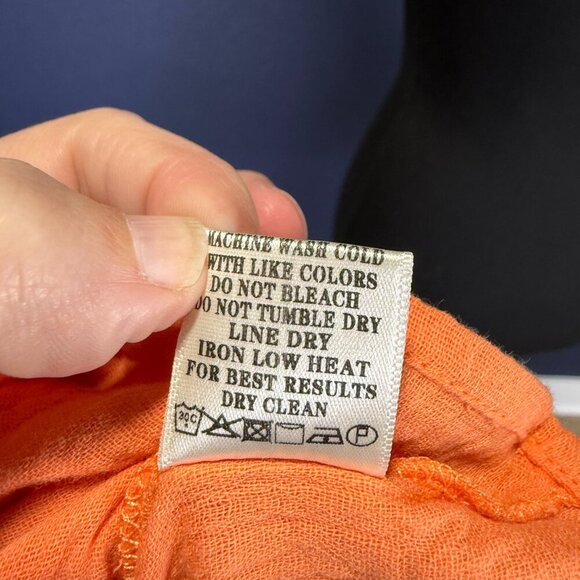 MACHINE WASH COLD
WITH LIKE COLORS
DO NOT BLEACH
DO NOT TUMBLE DRY
LINE DRY
IRON LOW HEAT
FOR BEST RESULTS
DRY CLEAN
30C P